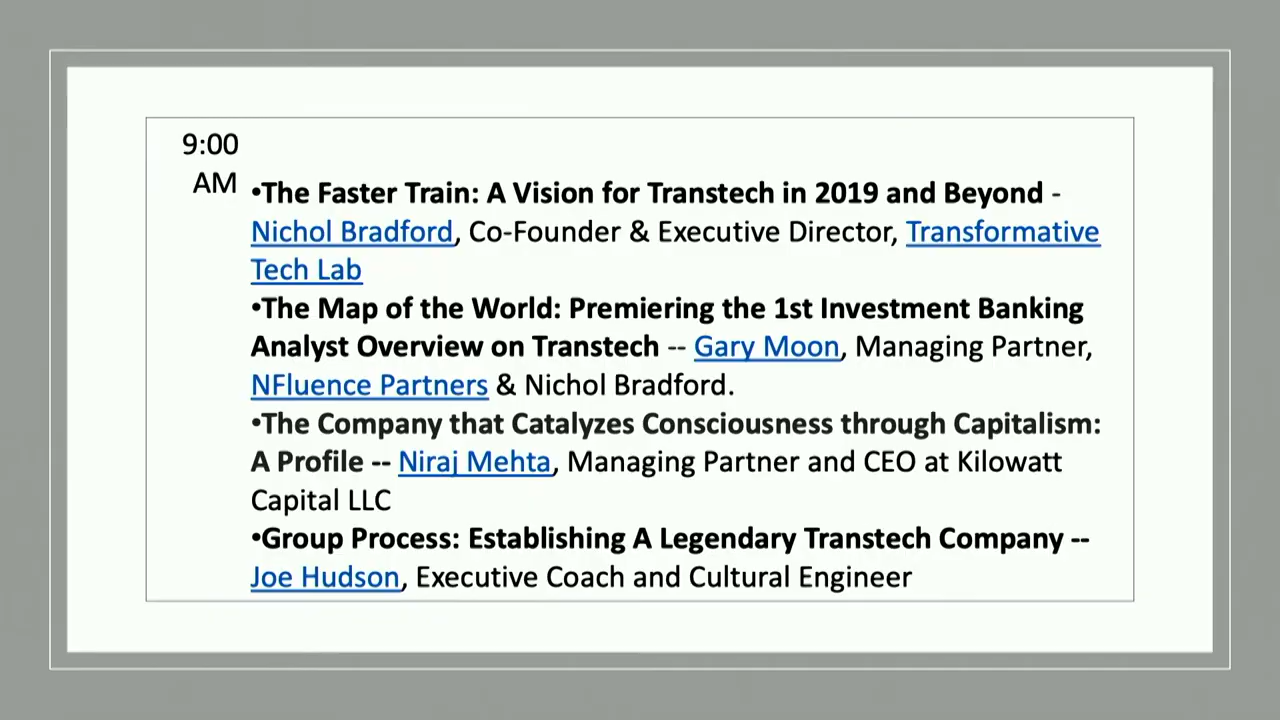 9:00
AM
•The Faster Train: A Vision for Transtech in 2019 and Beyond -
Nichol Bradford, Co-Founder & Executive Director, Transformative
Tech Lab
•The Map of the World: Premiering the 1st Investment Banking
Analyst Overview on Transtech -- Gary Moon, Managing Partner,
NFluence Partners & Nichol Bradford.
•The Company that Catalyzes Consciousness through Capitalism:
A Profile -- Niraj Mehta, Managing Partner and CEO at Kilowatt
Capital LLC
•Group Process: Establishing A Legendary Transtech Company --
Joe Hudson, Executive Coach and Cultural Engineer